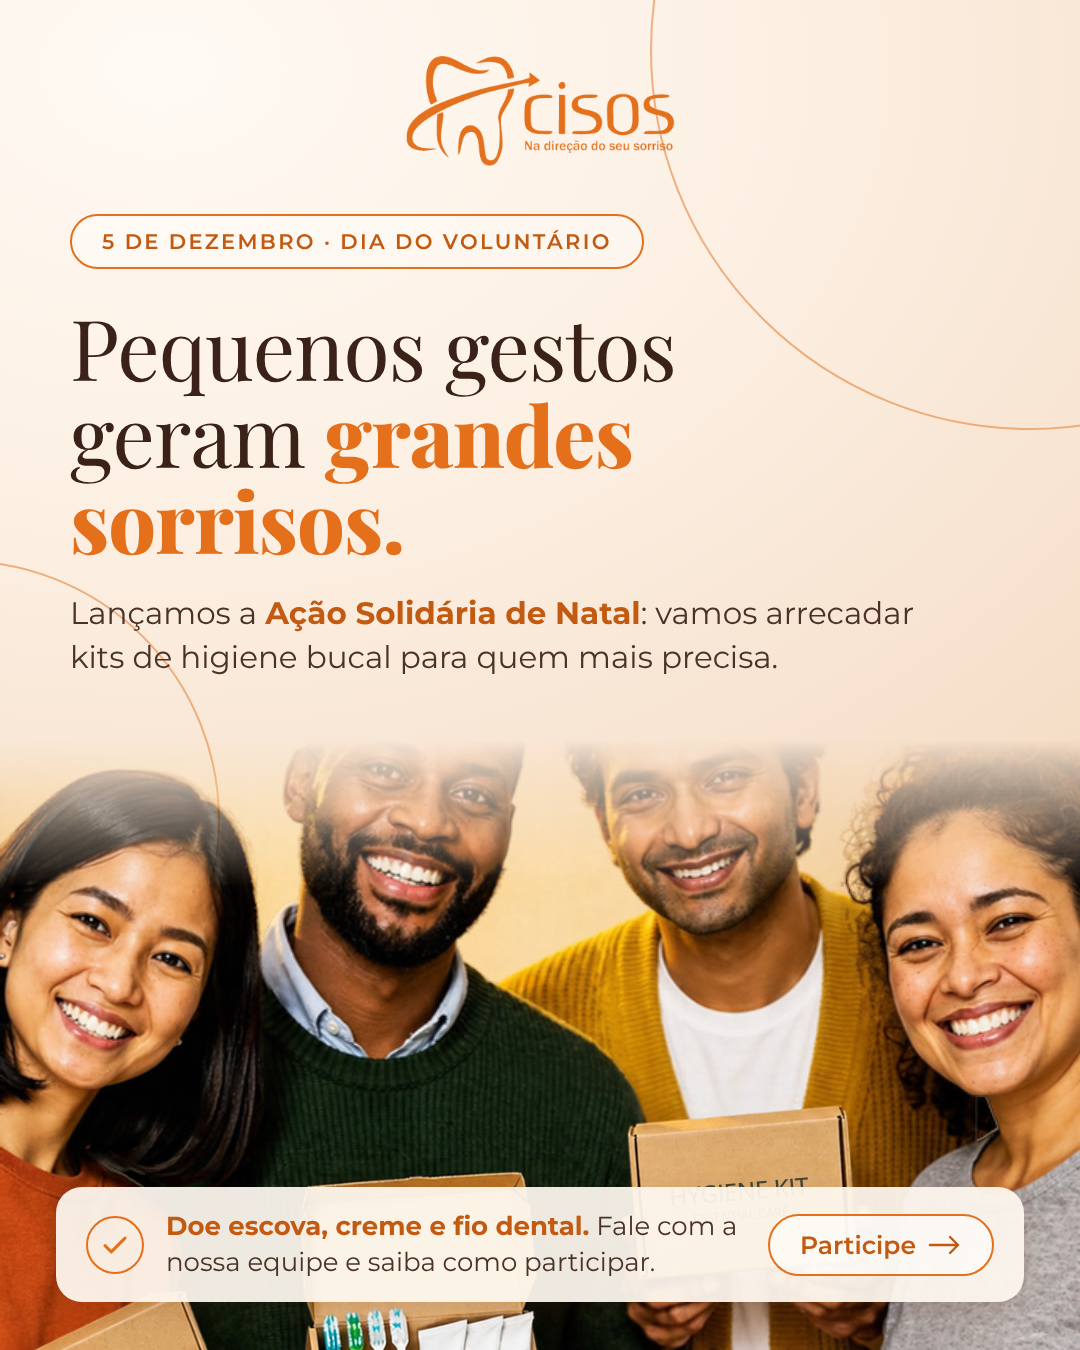 cisos
Na direção do seu sorriso
5 DE DEZEMBRO · DIA DO VOLUNTÁRIO
Pequenos gestos
geram grandes
sorrisos.
Lançamos a Ação Solidária de Natal: vamos arrecadar
kits de higiene bucal para quem mais precisa.
HYGIENE KIT
Doe escova, creme e fio dental. Fale com a
nossa equipe e saiba como participar.
Participe